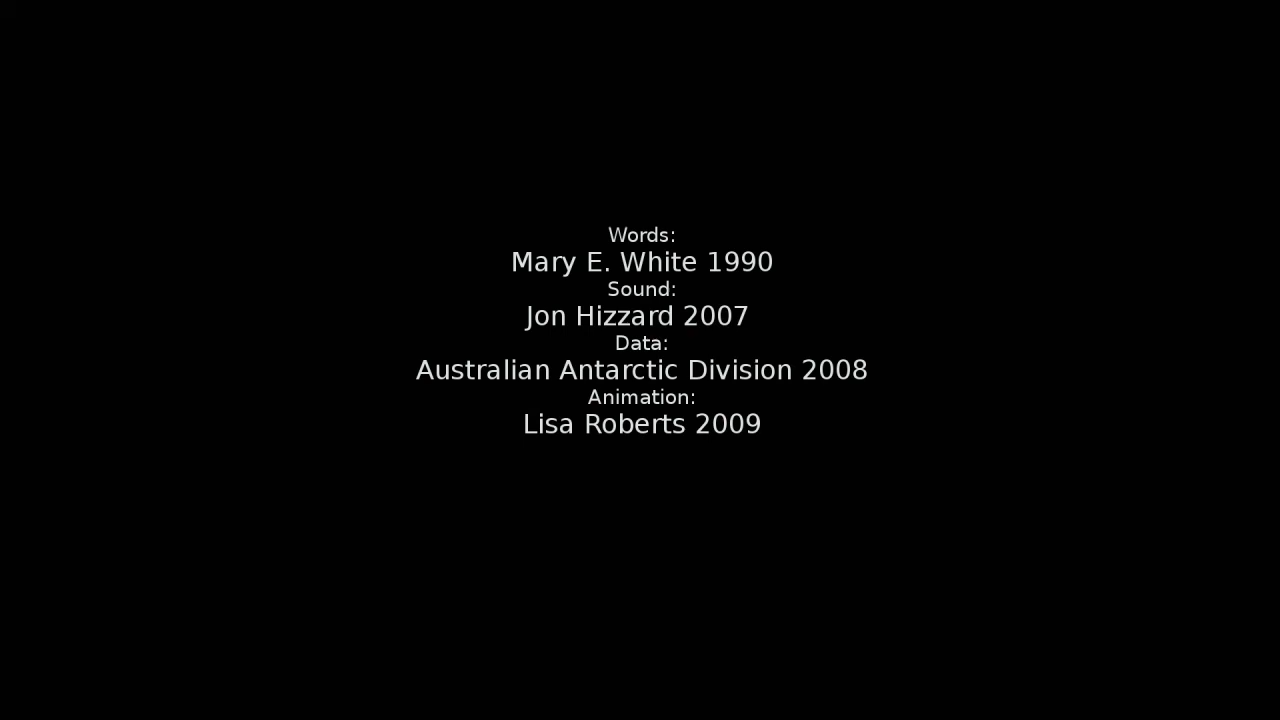 Words:
Mary E. White 1990
Sound:
Jon Hizzard 2007
Data:
Australian Antarctic Division 2008
Animation:
Lisa Roberts 2009